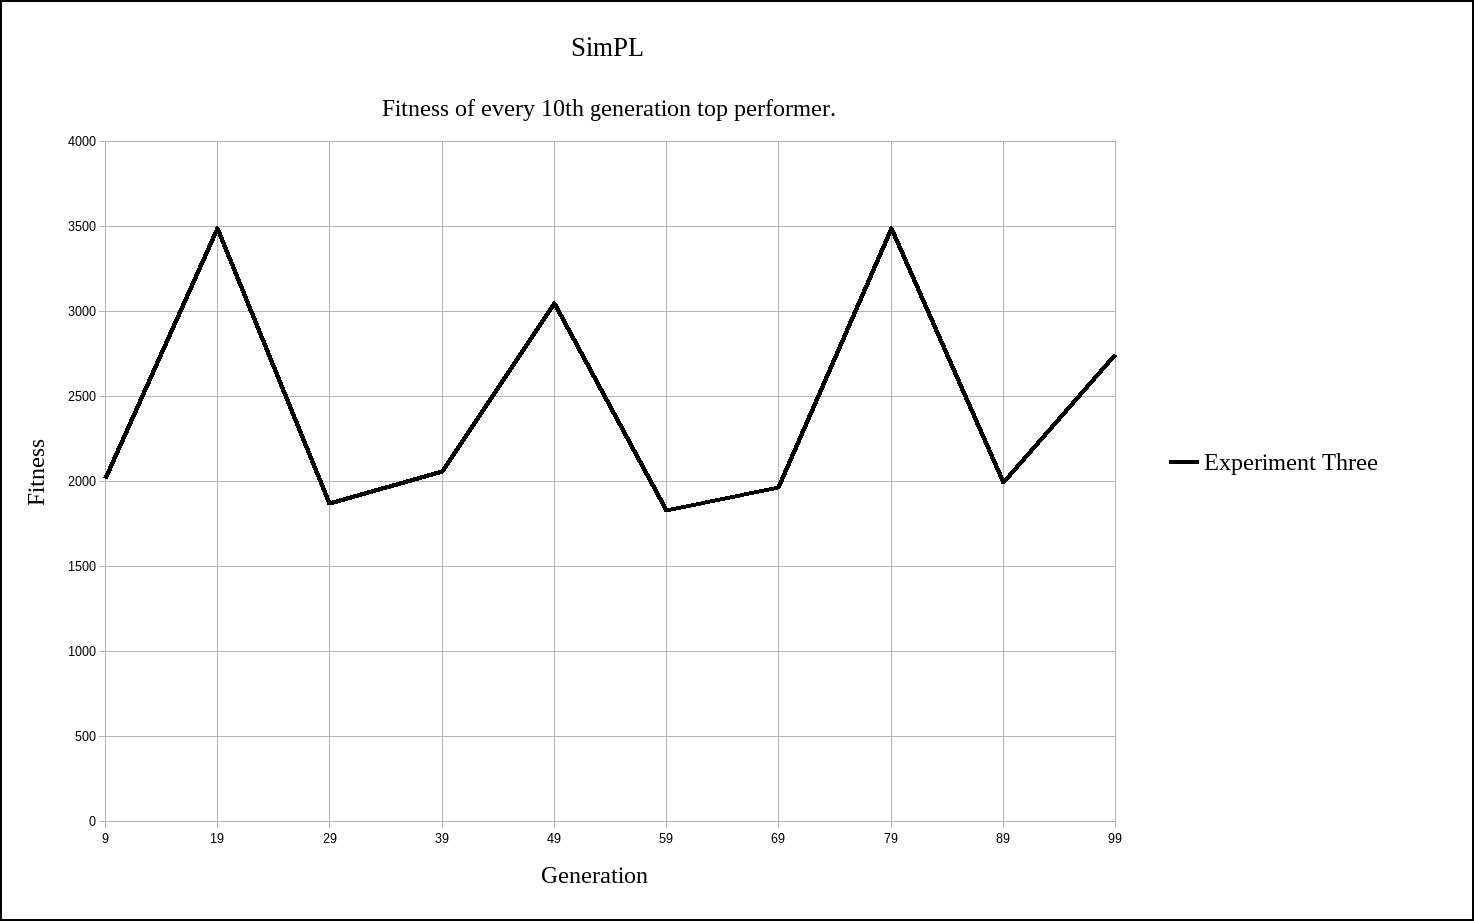 SimPL
Fitness of every 10th generation top performer.
4000
3500
3000
2500
2000
1500
1000
500
0
Fitness
9 19 29 39 49 59 69 79 89 99
Generation
Experiment Three